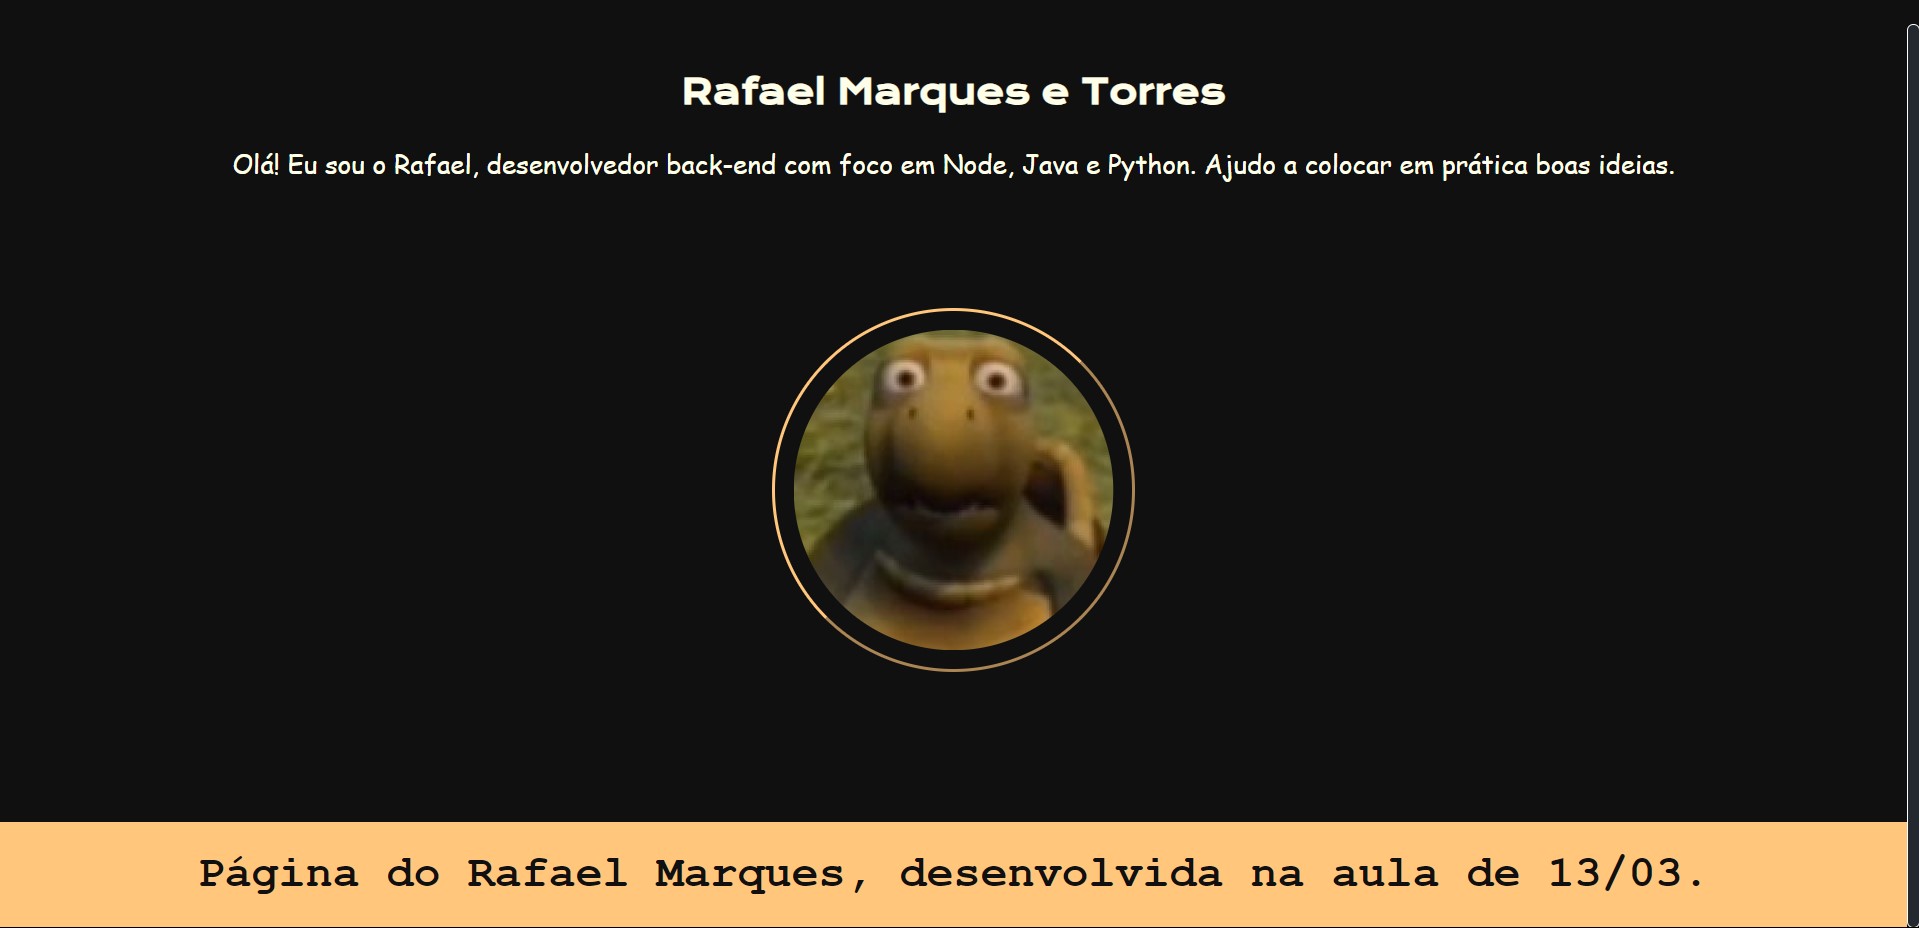 Rafael Marques e Torres
Olá! Eu sou o Rafael, desenvolvedor back-end com foco em Node, Java e Python. Ajudo a colocar em prática boas ideias.
Página do Rafael Marques, desenvolvida na aula de 13/03.